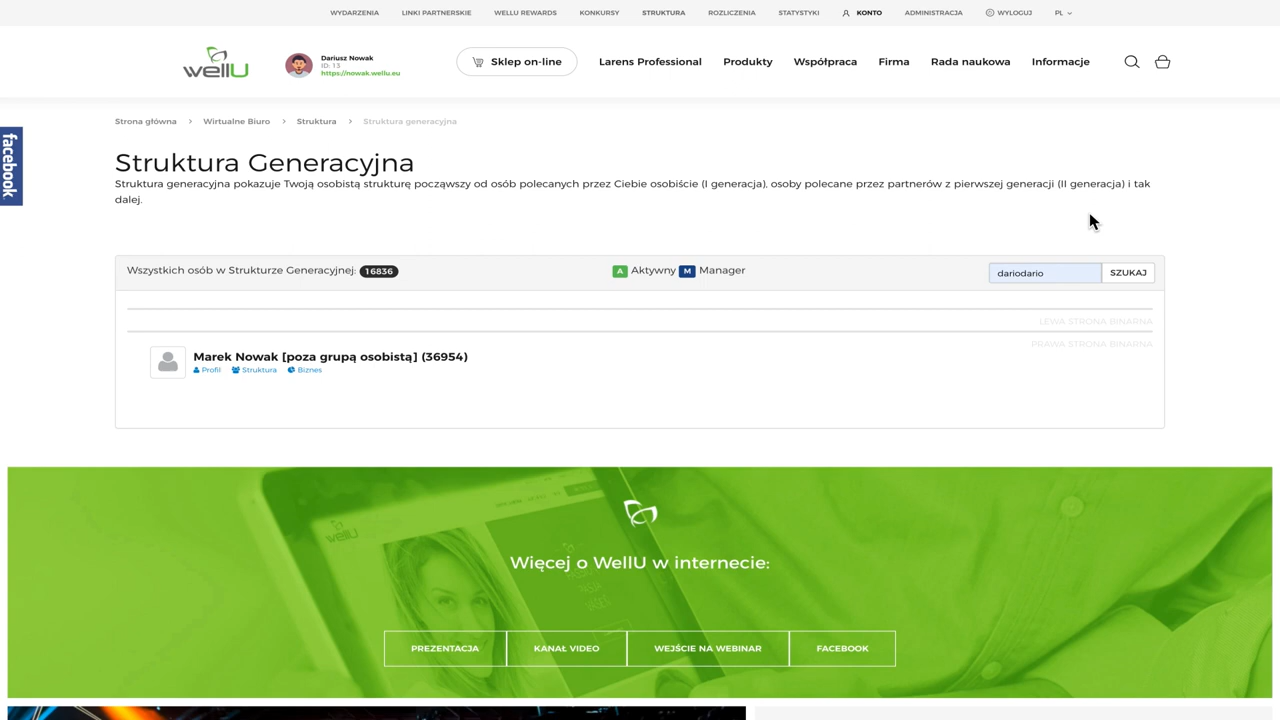 WYDARZENIA LINKI PARTNERSKIE WELLU REWARDS KONKURSY STRUKTURA ROZLICZENIA STATYSTYKI KONTO ADMINISTRACJA WYLOGUJ PL
wellU
Dariusz Nowak
ID: 13
https://nowak.wellu.eu
Sklep on-line Larens Professional Produkty Współpraca Firma Rada naukowa Informacje
facebook
Strona główna > Wirtualne Biuro > Struktura > Struktura generacyjna
Struktura Generacyjna
Struktura generacyjna pokazuje Twoją osobistą strukturę począwszy od osób polecanych przez Ciebie osobiście (I generacja), osoby polecane przez partnerów z pierwszej generacji (II generacja) i tak
dalej.
Wszystkich osób w Strukturze Generacyjnej: 16836 A Aktywny M Manager dariodario SZUKAJ
LEWA STRONA BINARNA
PRAWA STRONA BINARNA
Marek Nowak [poza grupą osobistą] (36954)
Profil Struktura Biznes
wellU
Więcej o WellU w internecie:
PREZENTACJA KANAŁ VIDEO WEJŚCIE NA WEBINAR FACEBOOK